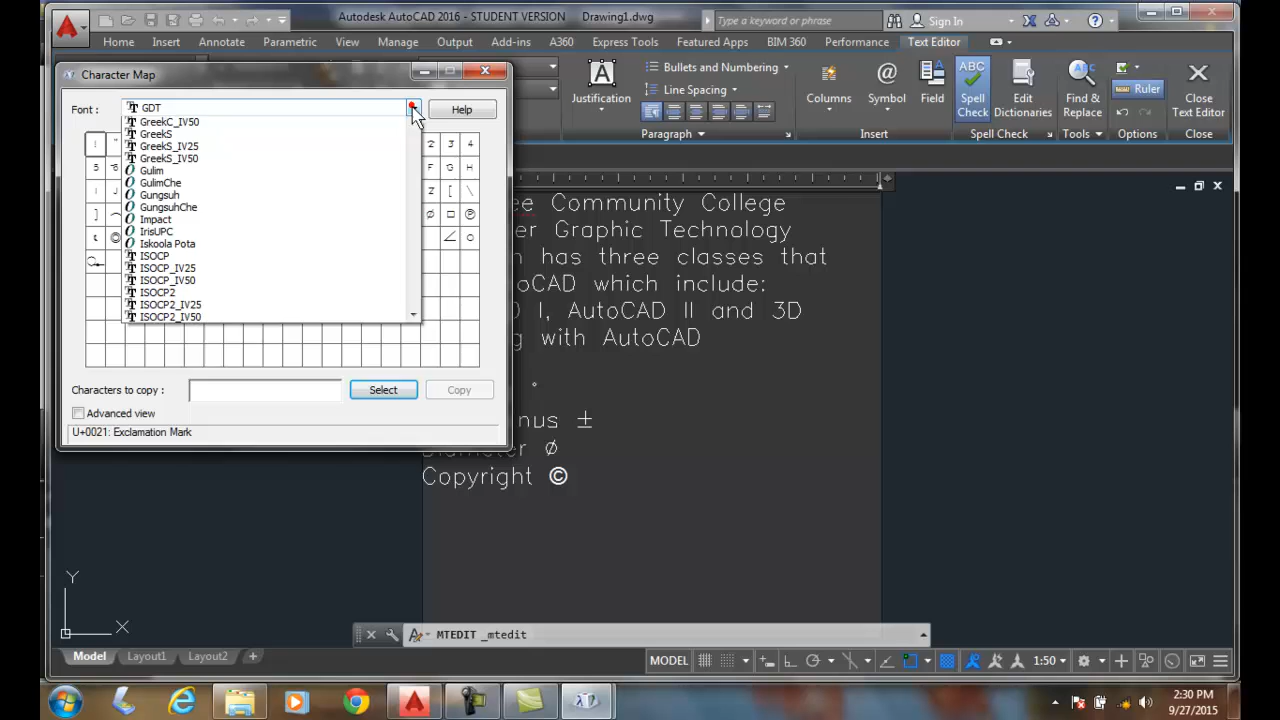 Autodesk AutoCAD 2016 - STUDENT VERSION Drawing1.dwg
Type a keyword or phrase
Sign In
Home Insert Annotate Parametric View Manage Output Add-ins A360 Express Tools Featured Apps BIM 360 Performance Text Editor
Character Map
Font :
GDT
Help
GreekC_IV50
GreekS
GreekS_IV25
GreekS_IV50
Gulim
GulimChe
Gungsuh
GungsuhChe
Impact
IrisUPC
Iskoola Pota
ISOCP
ISOCP_IV25
ISOCP_IV50
ISOCP2
ISOCP2_IV25
ISOCP2_IV50
Characters to copy :
Select
Copy
Advanced view
U+0021: Exclamation Mark
Justification
Bullets and Numbering
Line Spacing
Paragraph
Columns
Symbol
Field
Insert
ABC
Spell Check
Edit Dictionaries
Spell Check
Find & Replace
Tools
Ruler
Options
Close Text Editor
Close
ee Community College
er Graphic Technology
has three classes that
oCAD which include:
I, AutoCAD II and 3D
g with AutoCAD
°
nus ±
Diameter ø
Copyright ©
Y
X
MTEDIT _mtedit
Model Layout1 Layout2 +
MODEL
1:50
2:30 PM
9/27/2015